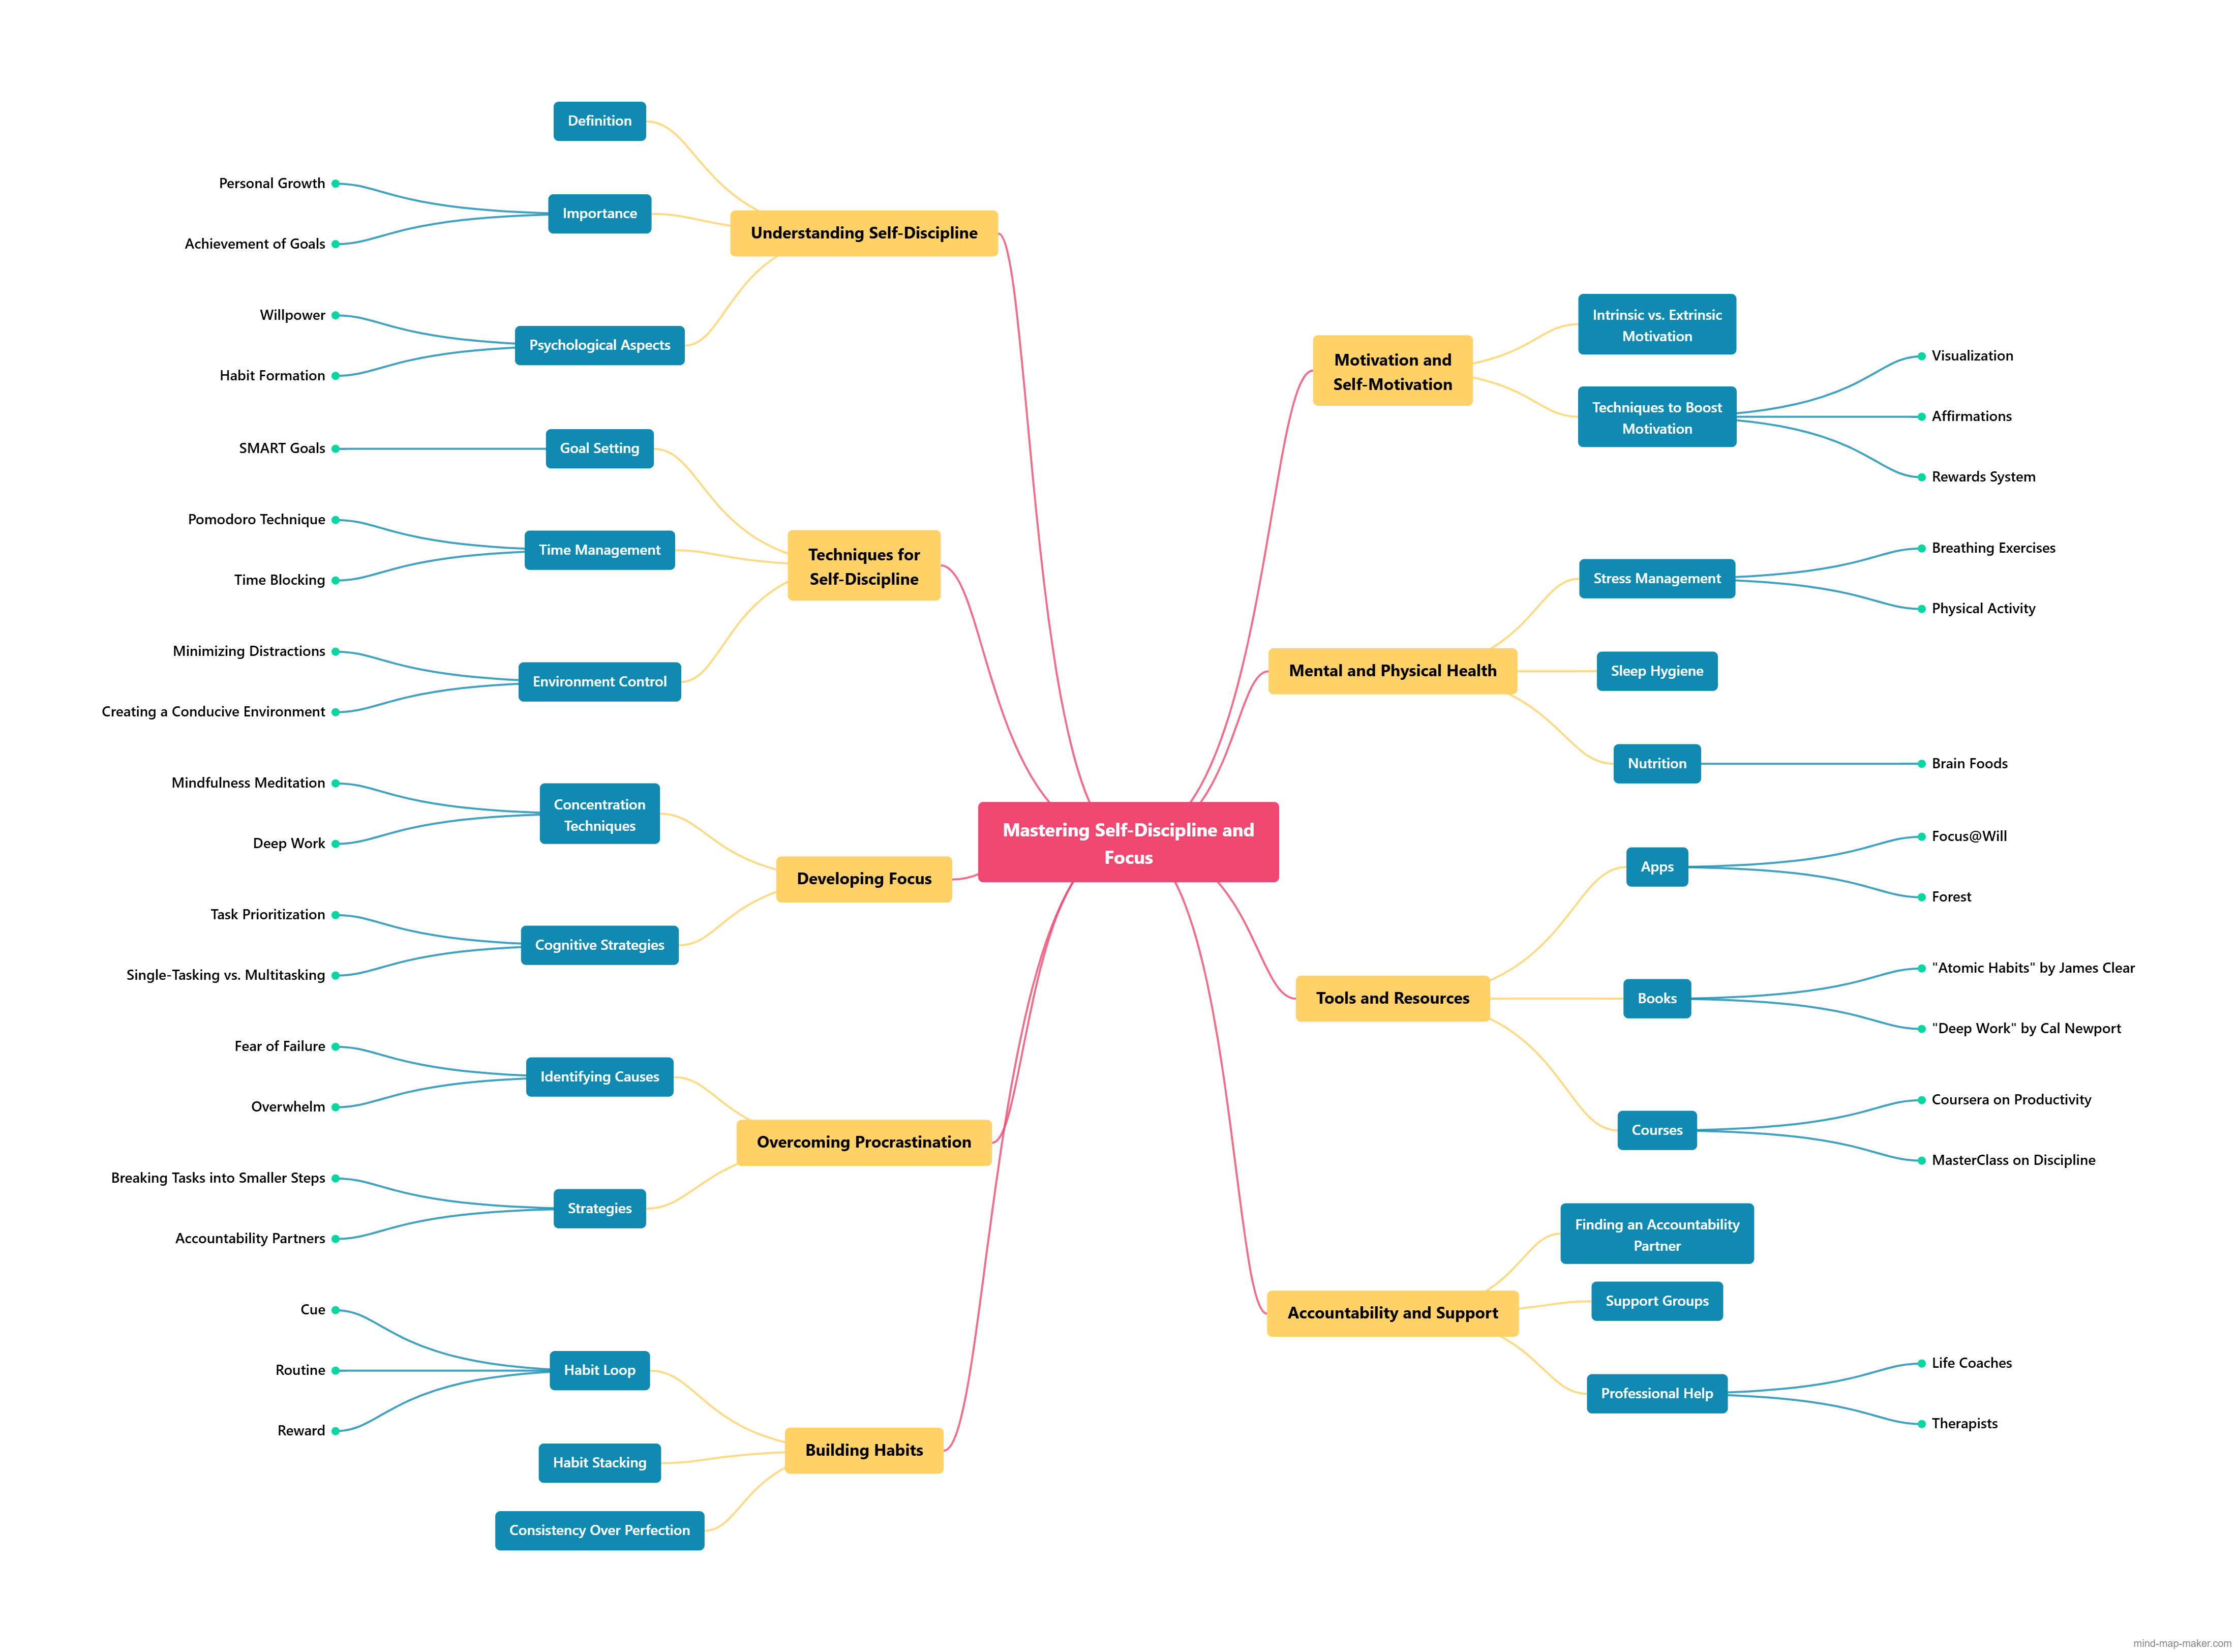 Mastering Self-Discipline and
Focus
Understanding Self-Discipline
Definition
Importance
Personal Growth
Achievement of Goals
Psychological Aspects
Willpower
Habit Formation
Techniques for
Self-Discipline
Goal Setting
SMART Goals
Time Management
Pomodoro Technique
Time Blocking
Environment Control
Minimizing Distractions
Creating a Conducive Environment
Developing Focus
Concentration
Techniques
Mindfulness Meditation
Deep Work
Cognitive Strategies
Task Prioritization
Single-Tasking vs. Multitasking
Overcoming Procrastination
Identifying Causes
Fear of Failure
Overwhelm
Strategies
Breaking Tasks into Smaller Steps
Accountability Partners
Building Habits
Habit Loop
Cue
Routine
Reward
Habit Stacking
Consistency Over Perfection
Motivation and
Self-Motivation
Intrinsic vs. Extrinsic
Motivation
Techniques to Boost
Motivation
Visualization
Affirmations
Rewards System
Mental and Physical Health
Stress Management
Breathing Exercises
Physical Activity
Sleep Hygiene
Nutrition
Brain Foods
Tools and Resources
Apps
Focus@Will
Forest
Books
"Atomic Habits" by James Clear
"Deep Work" by Cal Newport
Courses
Coursera on Productivity
MasterClass on Discipline
Accountability and Support
Finding an Accountability
Partner
Support Groups
Professional Help
Life Coaches
Therapists
mind-map-maker.com